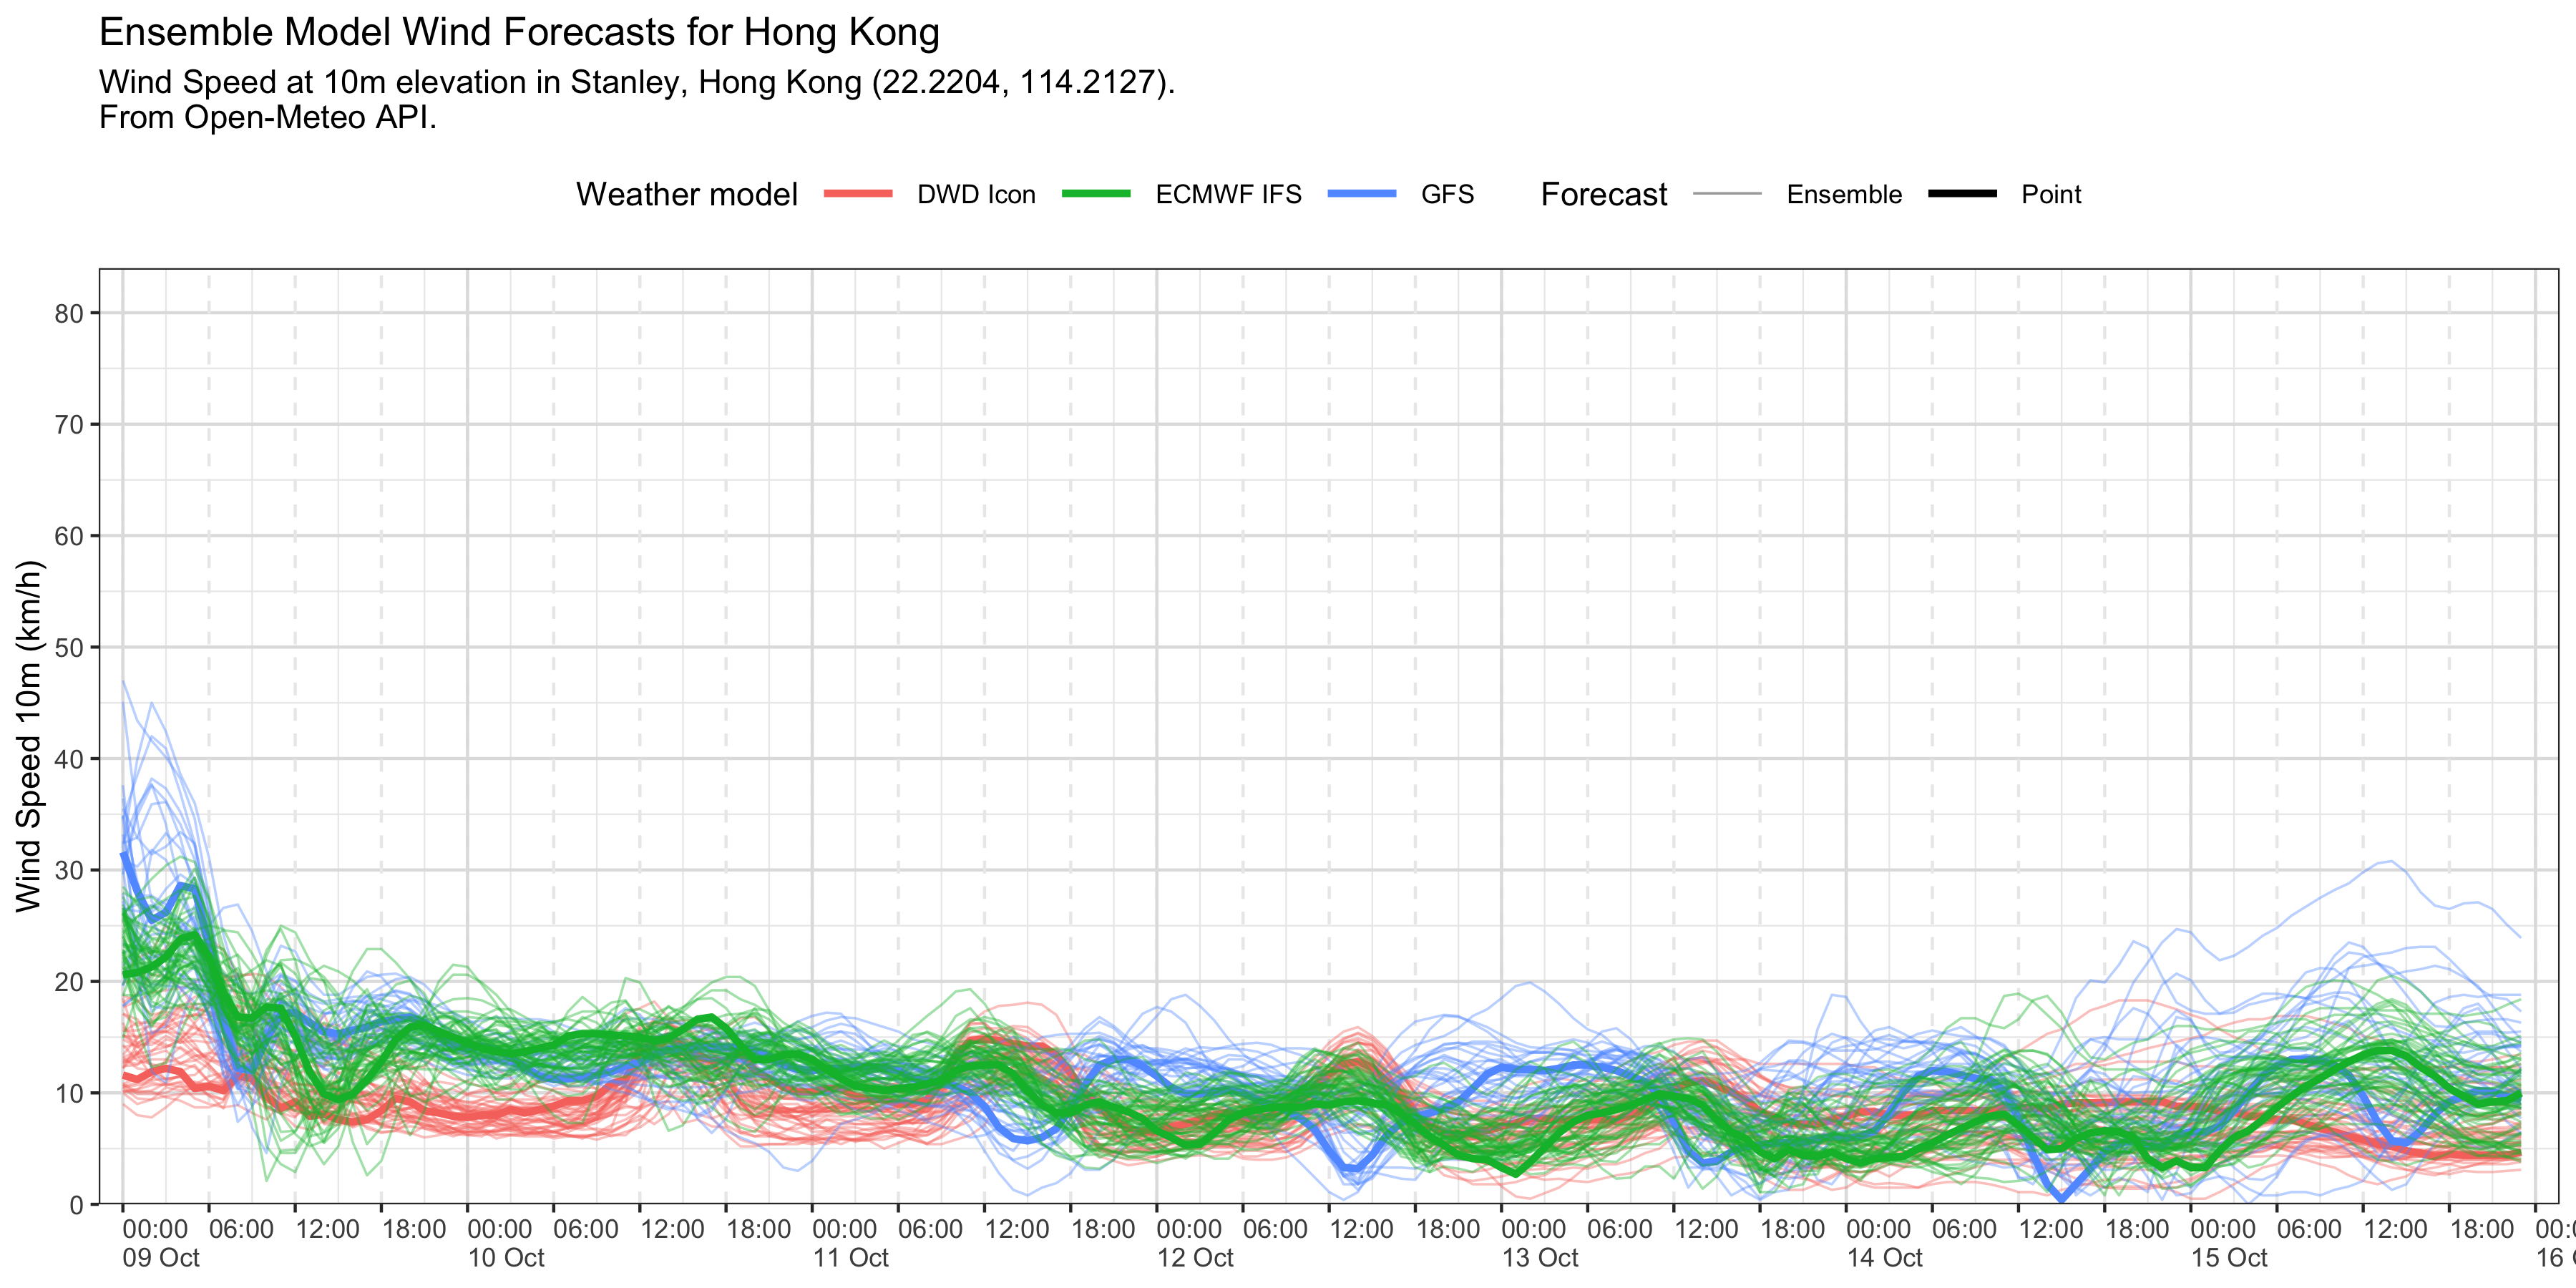 Ensemble Model Wind Forecasts for Hong Kong
Wind Speed at 10m elevation in Stanley, Hong Kong (22.2204, 114.2127).
From Open-Meteo API.
Weather model DWD Icon ECMWF IFS GFS Forecast Ensemble Point
Wind Speed 10m (km/h)
80
70
60
50
40
30
20
10
0
00:00 06:00 12:00 18:00 00:00 06:00 12:00 18:00 00:00 06:00 12:00 18:00 00:00 06:00 12:00 18:00 00:00 06:00 12:00 18:00 00:00 06:00 12:00 18:00 00:00 06:00 12:00 18:00
09 Oct 10 Oct 11 Oct 12 Oct 13 Oct 14 Oct 15 Oct 16